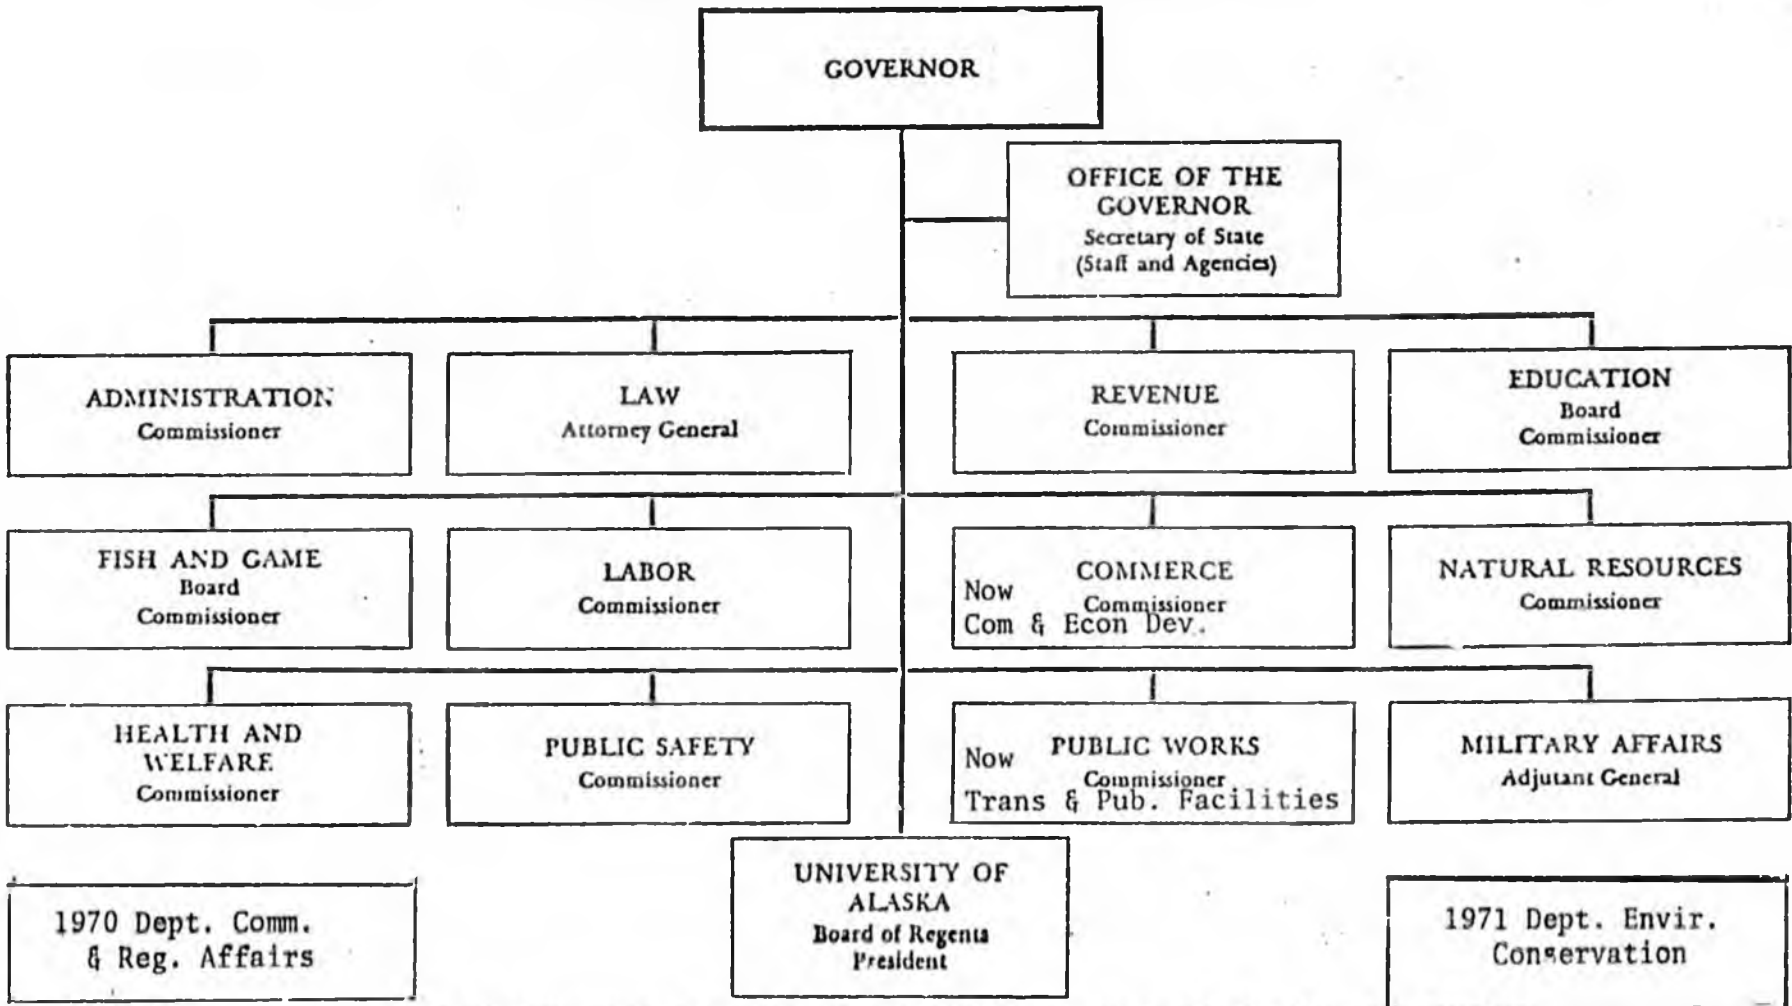 GOVERNOR
OFFICE OF THE
GOVERNOR
Secretary of State
(Staff and Agencies)
ADMINISTRATION
Commissioner
LAW
Attorney General
REVENUE
Commissioner
EDUCATION
Board
Commissioner
FISH AND GAME
Board
Commissioner
LABOR
Commissioner
COMMERCE
Now
Commissioner
Com & Econ Dev.
NATURAL RESOURCES
Commissioner
HEALTH AND
WELFARE
Commissioner
PUBLIC SAFETY
Commissioner
Now PUBLIC WORKS
Commissioner
Trans & Pub. Facilities
MILITARY AFFAIRS
Adjutant General
1970 Dept. Comm.
& Reg. Affairs
UNIVERSITY OF
ALASKA
Board of Regents
President
1971 Dept. Envir.
Conservation